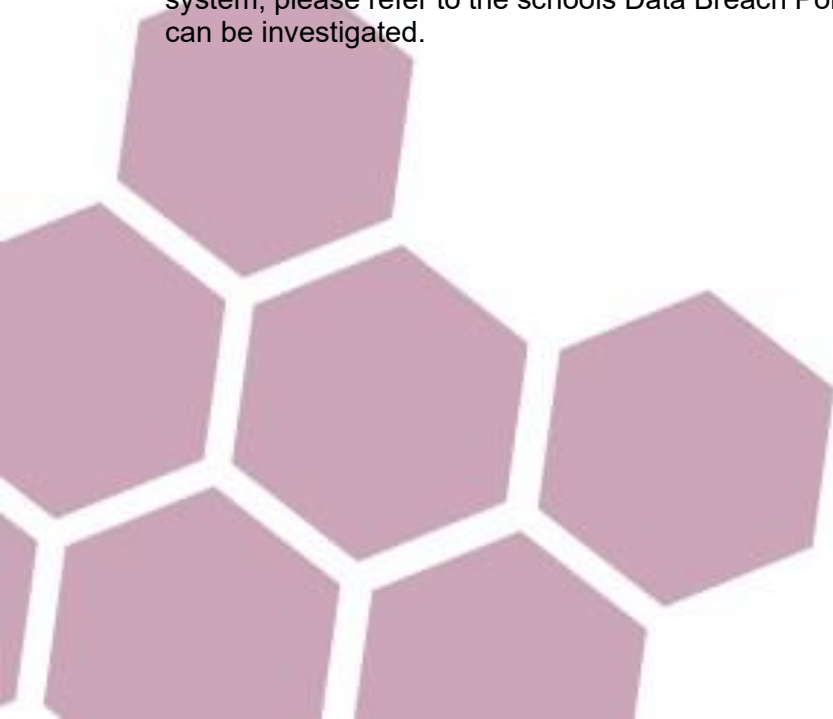 system, please refer to the schools Data Breach
can be investigated.